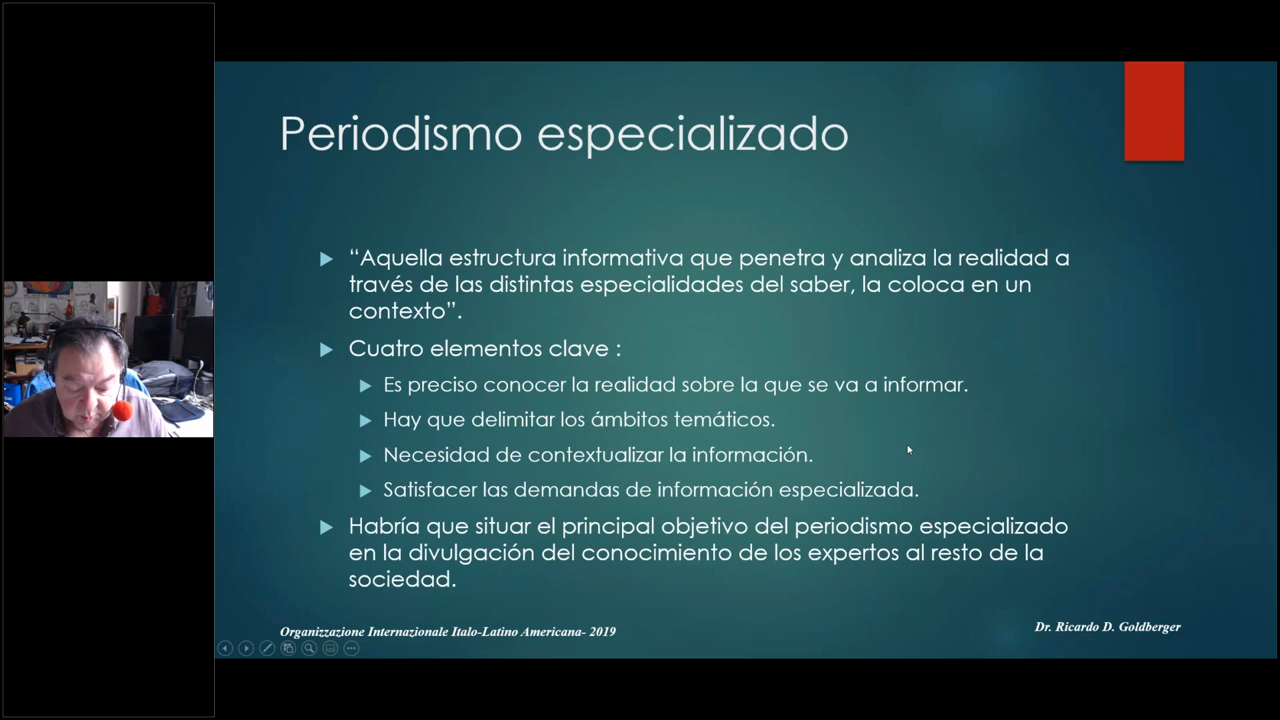 Periodismo especializado
“Aquella estructura informativa que penetra y analiza la realidad a
través de las distintas especialidades del saber, la coloca en un
contexto”.
Cuatro elementos clave :
Es preciso conocer la realidad sobre la que se va a informar.
Hay que delimitar los ámbitos temáticos.
Necesidad de contextualizar la información.
Satisfacer las demandas de información especializada.
Habría que situar el principal objetivo del periodismo especializado
en la divulgación del conocimiento de los expertos al resto de la
sociedad.
Organizzazione Internazionale Italo-Latino Americana- 2019
Dr. Ricardo D. Goldberger